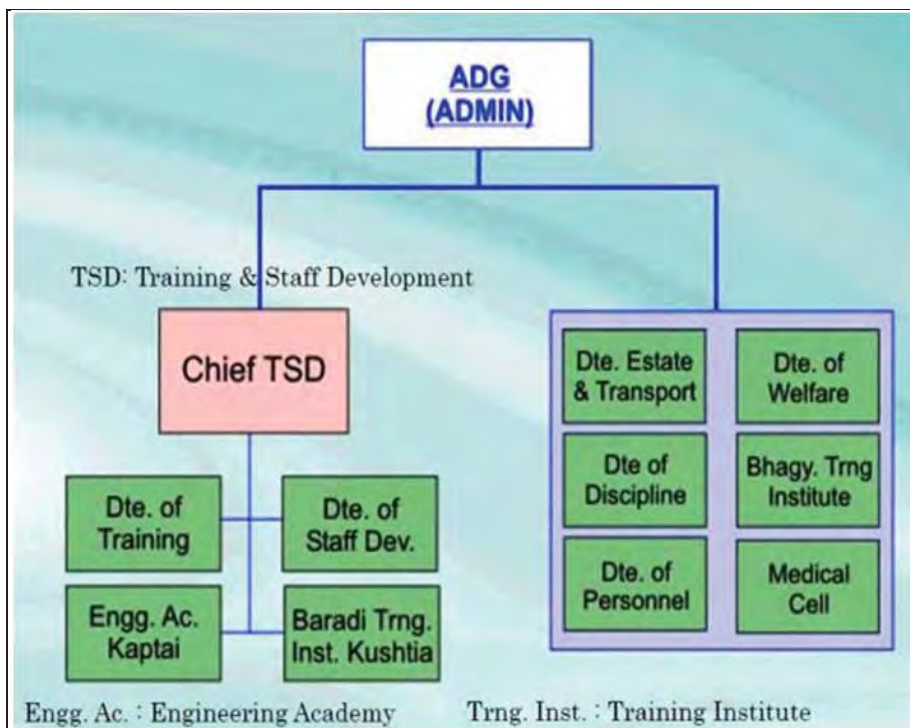 ADG
(ADMIN)
TSD: Training & Staff Development
Chief TSD
Dte. of
Training
Dte. of
Staff Dev.
Engg. Ac.
Kaptai
Baradi Trng.
Inst. Kushtia
Dte. Estate
& Transport
Dte. of
Welfare
Dte of
Discipline
Bhagy. Trng
Institute
Dte. of
Personnel
Medical
Cell
Engg. Ac. : Engineering Academy
Trng. Inst. : Training Institute